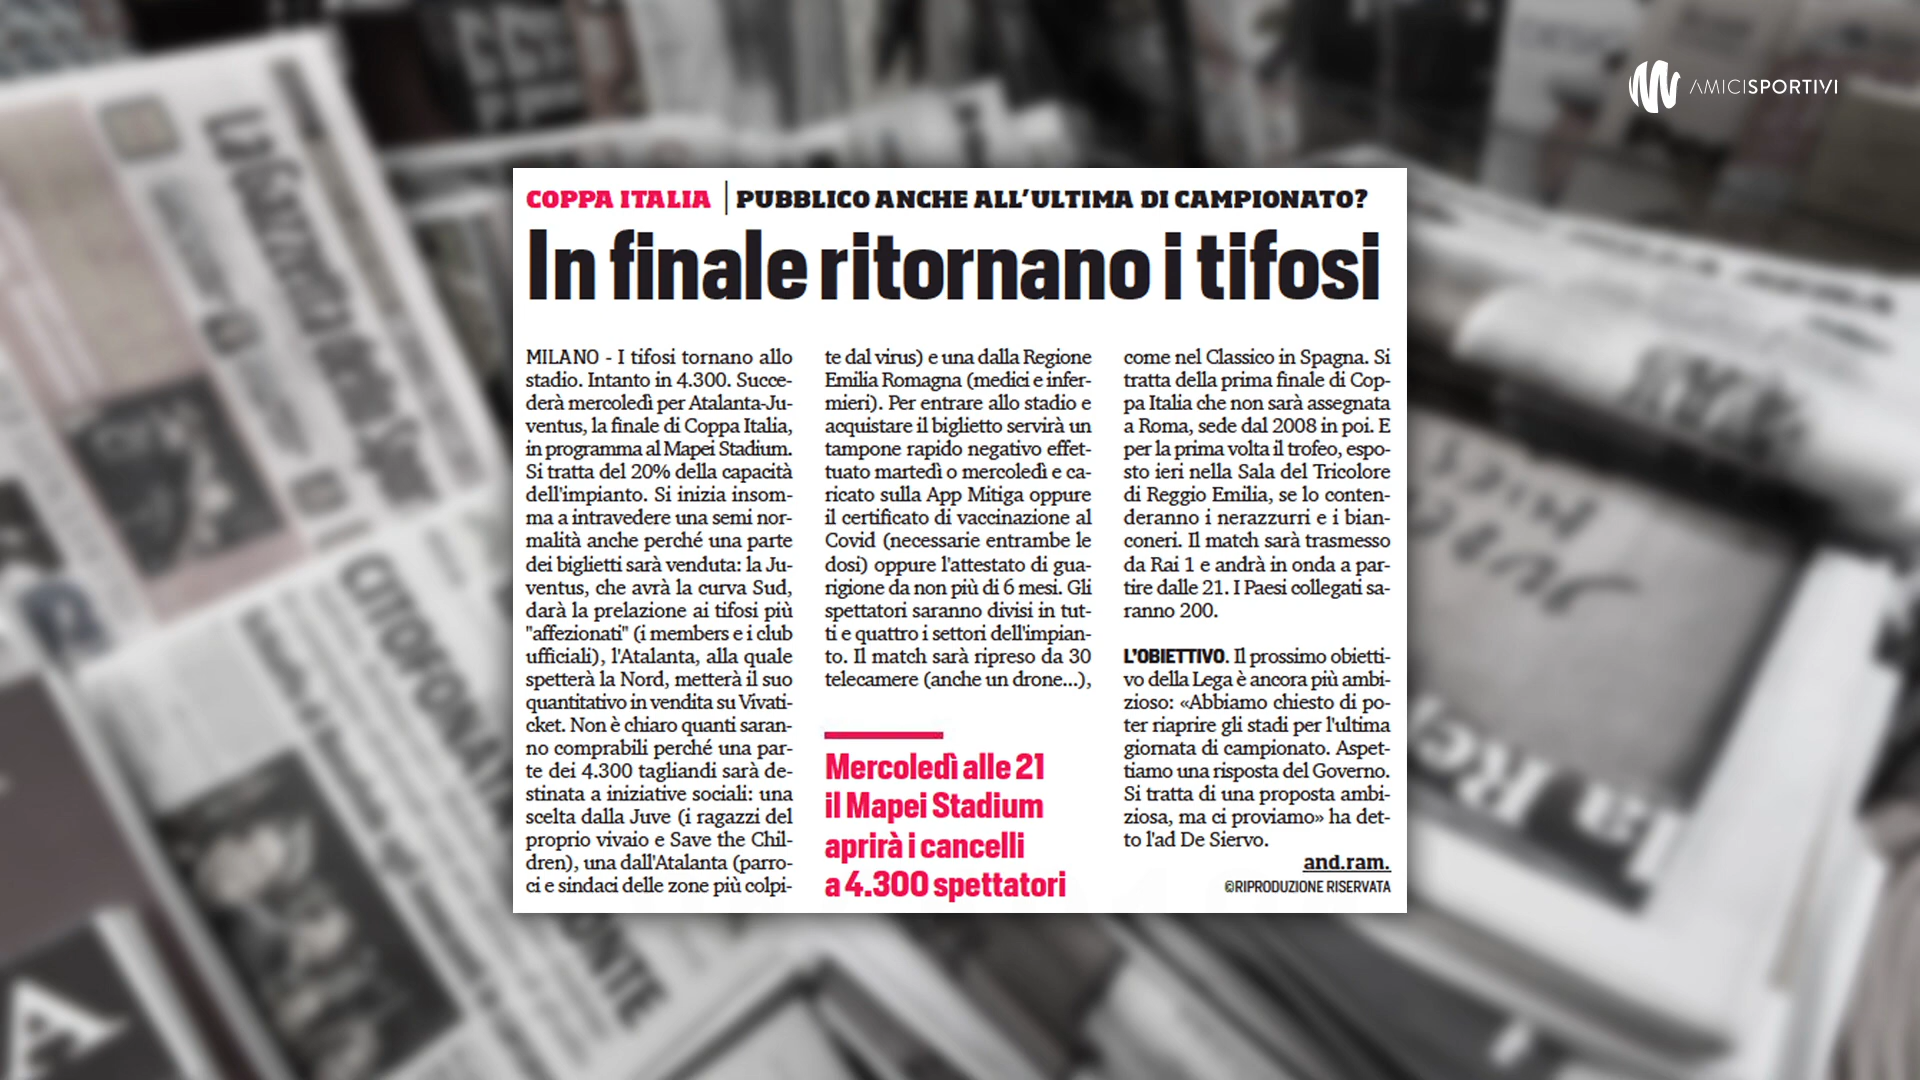 AMICISPORTIVI
COPPA ITALIA | PUBBLICO ANCHE ALL'ULTIMA DI CAMPIONATO?
In finale ritornano i tifosi
MILANO - I tifosi tornano allo
stadio. Intanto in 4.300. Succe-
derà mercoledì per Atalanta-Ju-
ventus, la finale di Coppa Italia,
in programma al Mapei Stadium.
Si tratta del 20% della capacità
dell'impianto. Si inizia insom-
ma a intravedere una semi nor-
malità anche perché una parte
dei biglietti sarà venduta: la Ju-
ventus, che avrà la curva Sud,
darà la prelazione ai tifosi più
"affezionati" (i members e i club
ufficiali), l'Atalanta, alla quale
spetterà la Nord, metterà il suo
quantitativo in vendita su Vivati-
cket. Non è chiaro quanti saran-
no comprabili perché una par-
te dei 4.300 tagliandi sarà de-
stinata a iniziative sociali: una
scelta dalla Juve (i ragazzi del
proprio vivaio e Save the Chil-
dren), una dall'Atalanta (parro-
ci e sindaci delle zone più colpi-
te dal virus) e una dalla Regione
Emilia Romagna (medici e infer-
mieri). Per entrare allo stadio e
acquistare il biglietto servirà un
tampone rapido negativo effet-
tuato martedì o mercoledì e ca-
ricato sulla App Mitiga oppure
il certificato di vaccinazione al
Covid (necessarie entrambe le
dosi) oppure l'attestato di gua-
rigione da non più di 6 mesi. Gli
spettatori saranno divisi in tut-
ti e quattro i settori dell'impian-
to. Il match sarà ripreso da 30
telecamere (anche un drone...),
Mercoledì alle 21
il Mapei Stadium
aprirà i cancelli
a 4.300 spettatori
come nel Classico in Spagna. Si
tratta della prima finale di Cop-
pa Italia che non sarà assegnata
a Roma, sede dal 2008 in poi. E
per la prima volta il trofeo, espo-
sto ieri nella Sala del Tricolore
di Reggio Emilia, se lo conten-
deranno i nerazzurri e i bian-
coneri. Il match sarà trasmesso
da Rai 1 e andrà in onda a par-
tire dalle 21. I Paesi collegati sa-
ranno 200.
L'OBIETTIVO. Il prossimo obietti-
vo della Lega è ancora più ambi-
zioso: «Abbiamo chiesto di po-
ter riaprire gli stadi per l'ultima
giornata di campionato. Aspet-
tiamo una risposta del Governo.
Si tratta di una proposta ambi-
ziosa, ma ci proviamo» ha det-
to l'ad De Siervo.
and.ram.
©RIPRODUZIONE RISERVATA